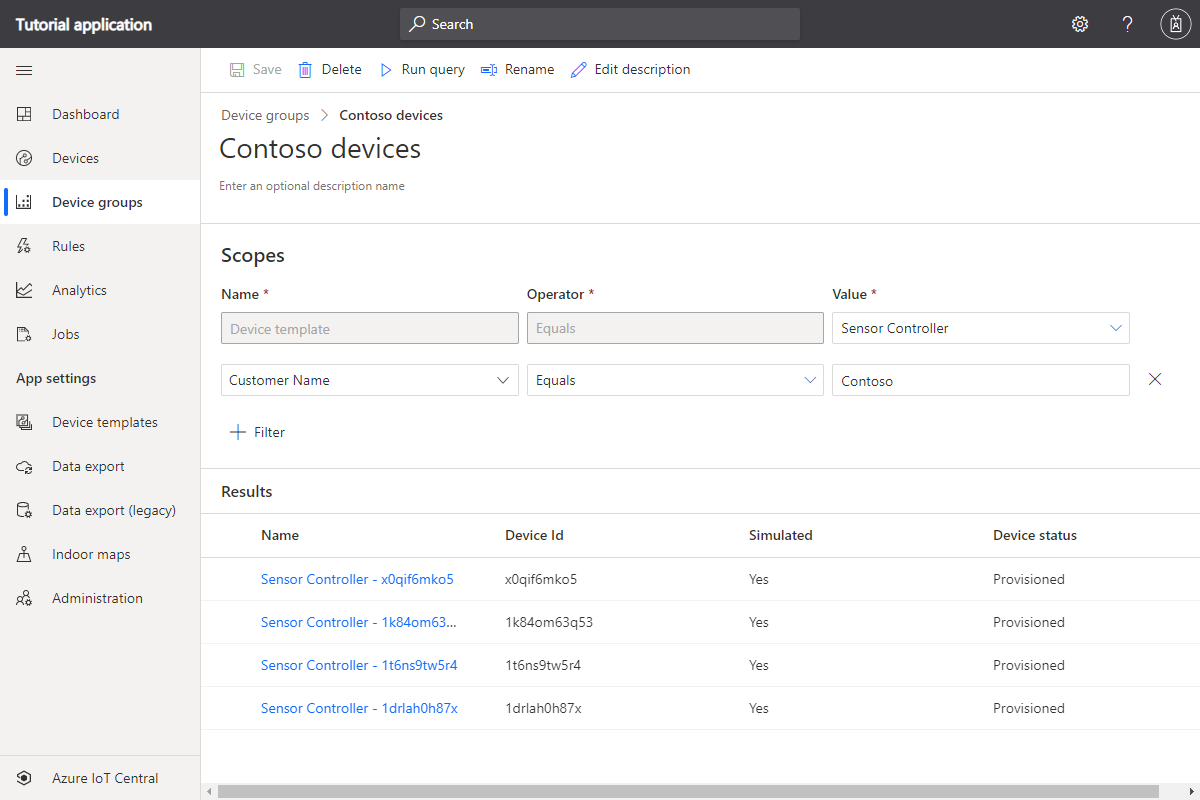 Tutorial application
Search
?
Save Delete Run query Rename Edit description
Dashboard
Devices
Device groups
Rules
Analytics
Jobs
App settings
Device templates
Data export
Data export (legacy)
Indoor maps
Administration
Azure IoT Central
Device groups > Contoso devices
Contoso devices
Enter an optional description name
Scopes
Name * Operator * Value *
Device template Equals Sensor Controller
Customer Name Equals Contoso
Filter
Results
Name Device Id Simulated Device status
Sensor Controller - x0qif6mko5 x0qif6mko5 Yes Provisioned
Sensor Controller - 1k84om63... 1k84om63q53 Yes Provisioned
Sensor Controller - 1t6ns9tw5r4 1t6ns9tw5r4 Yes Provisioned
Sensor Controller - 1drlah0h87x 1drlah0h87x Yes Provisioned